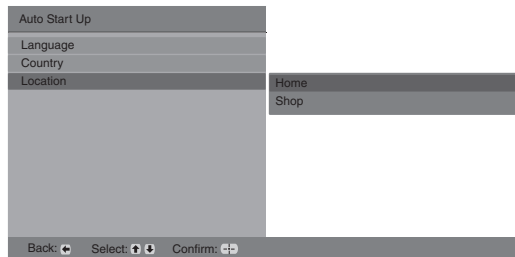 Auto Start Up
Language
Country
Location
Home
Shop
Back: Select: Confirm: